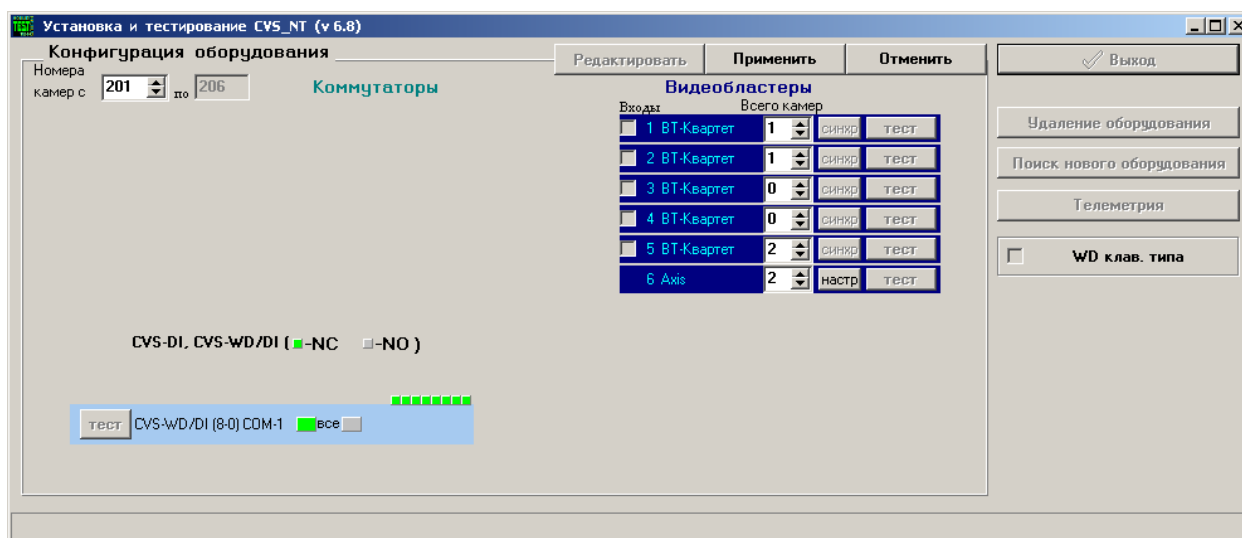 TEST Установка и тестирование CVS_NT (v 6.8)
Конфигурация оборудования
Редактировать Применить Отменить Выход
Номера
камер с 201 по 206 Коммутаторы Видеобластеры
Входы Всего камер
1 BT-Квартет 1 синхр тест
2 BT-Квартет 1 синхр тест
3 BT-Квартет 0 синхр тест
4 BT-Квартет 0 синхр тест
5 BT-Квартет 2 синхр тест
6 Axis 2 настр тест
Удаление оборудования
Поиск нового оборудования
Телеметрия
WD клав. типа
CVS-DI, CVS-WD/DI ( -NC -NO )
тест CVS-WD/DI (8-0) COM-1 все